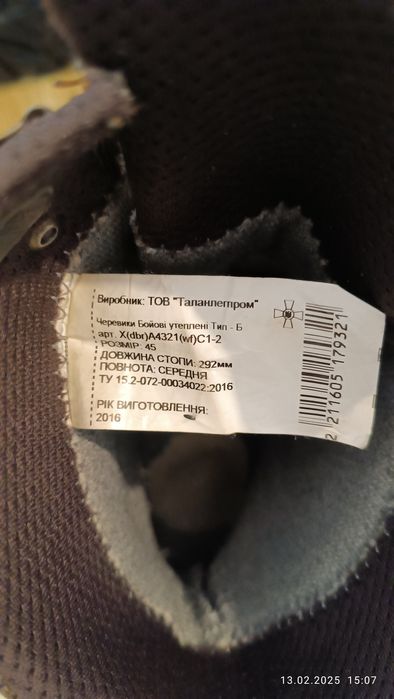 Виробник: ТОВ "Таланлегпром"
Черевики Бойові утеплені Тип - Б
арт. X(dbr)A4321(wf)C1-2
РОЗМІР: 45
ДОВЖИНА СТОПИ: 292мм
ПОВНОТА: СЕРЕДНЯ
ТУ 15.2-072-00034022:2016
РІК ВИГОТОВЛЕННЯ:
2016
2 211605 179321
13.02.2025 15:07